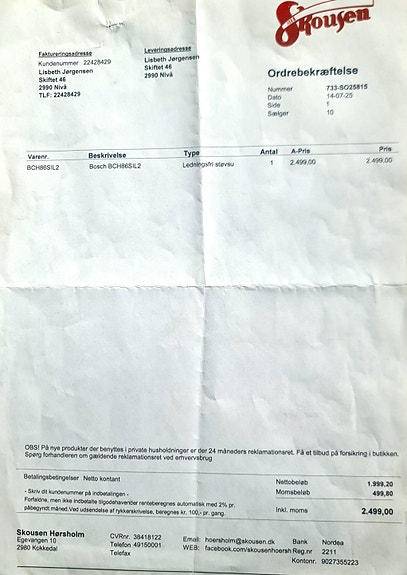 Skousen
Faktureringsadresse
Kundenummer 22428429
Lisbeth Jørgensen
Skiftet 46
2990 Nivå
TLF: 22428429
Leveringsadresse
Lisbeth Jørgensen
Skiftet 46
2990 Nivå
Ordrebekræftelse
Nummer 733-SO25815
Dato 14-07-25
Side 1
Sælger 10
Varenr. Beskrivelse Type Antal A-Pris Pris
BCH86SIL2 Bosch BCH86SIL2 Ledningsfri støvsu 1 2.499,00 2.499,00
OBS! På nye produkter der benyttes i private husholdninger er der 24 måneders reklamationsret. Få et tilbud på forsikring i butikken.
Spørg forhandleren om gældende reklamationsret ved erhvervsbrug
Betalingsbetingelser Netto kontant
- Skriv dit kundenummer på indbetalingen -
Forfaldne, men ikke indbetalte tilgodehavender renteberegnes automatisk med 2% pr.
påbegyndt måned.Ved udsendelse af rykkerskrivelse, beregnes kr. 100,- pr. gang.
Nettobeløb 1.999,20
Momsbeløb 499,80
Inkl. moms 2.499,00
Skousen Hørsholm
Egevangen 10
2980 Kokkedal
CVRnr. 38418122
Telefon 49150001
Telefax
Email: hoersholm@skousen.dk
WEB: facebook.com/skousenhoersh
Bank Nordea
Reg.nr 2211
Kontonr. 9027355223